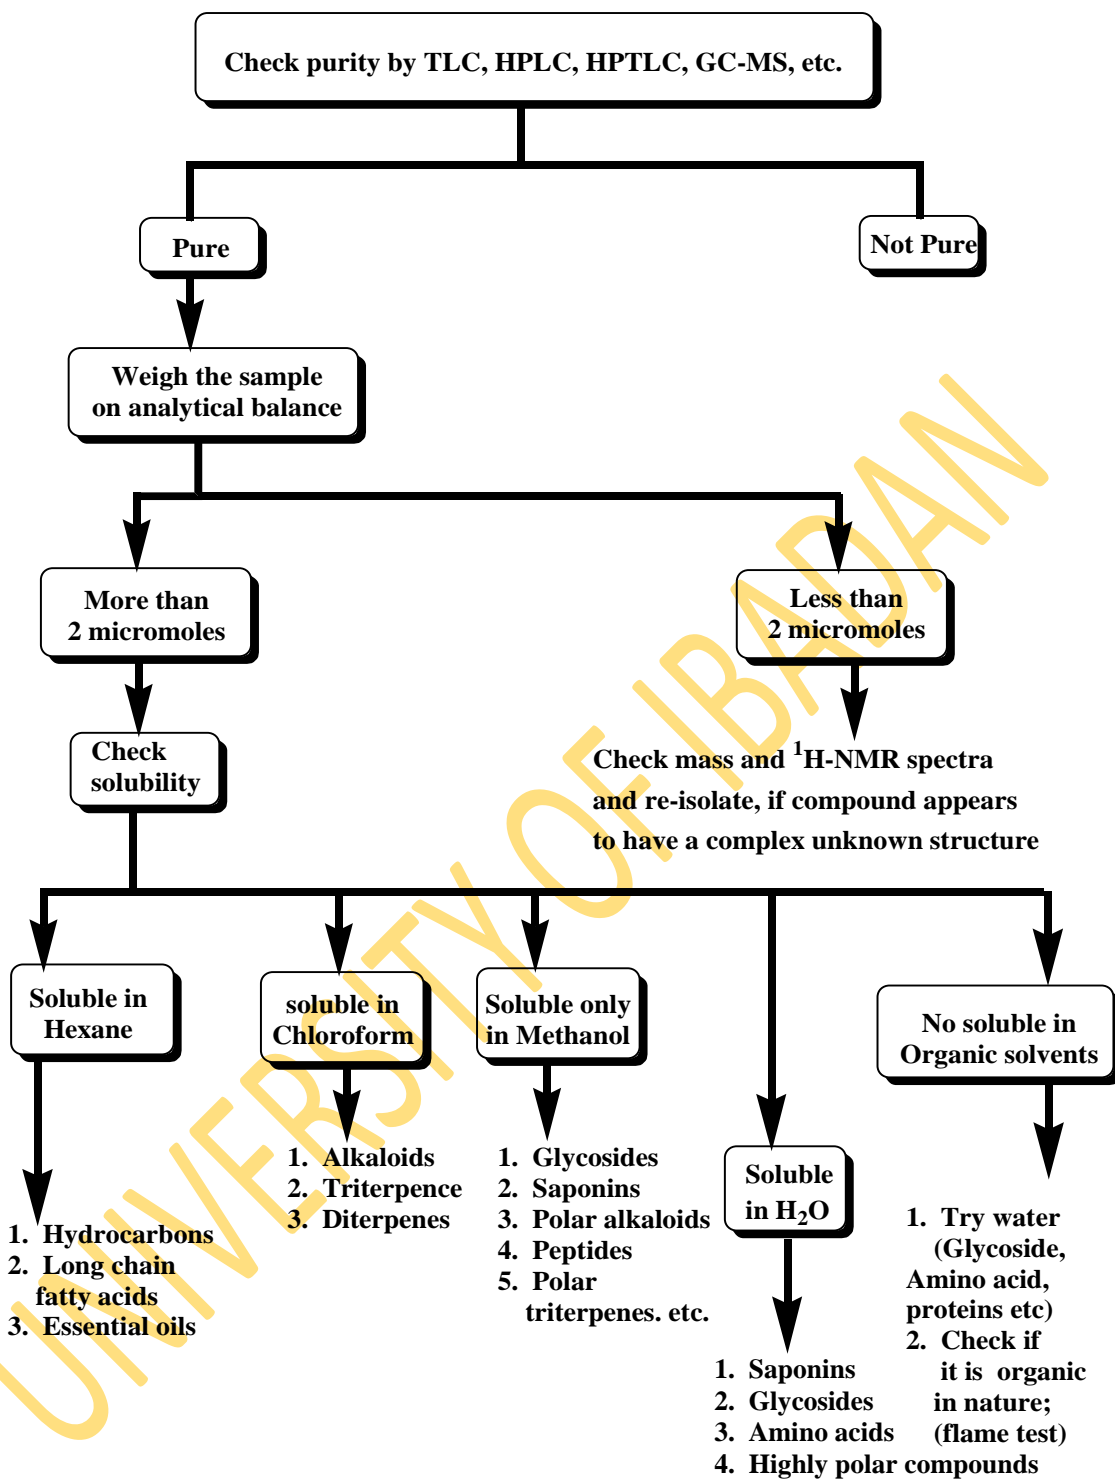 Check purity by TLC, HPLC, HPTLC, GC-MS, etc.
Pure
Not Pure
Weigh the sample
on analytical balance
More than
2 micromoles
Less than
2 micromoles
Check
solubility
Check mass and ¹H-NMR spectra
and re-isolate, if compound appears
to have a complex unknown structure
Soluble in
Hexane
soluble in
Chloroform
Soluble only
in Methanol
Soluble
in H₂O
No soluble in
Organic solvents
1. Hydrocarbons
2. Long chain
fatty acids
3. Essential oils
1. Alkaloids
2. Triterpence
3. Diterpenes
1. Glycosides
2. Saponins
3. Polar alkaloids
4. Peptides
5. Polar
triterpenes. etc.
1. Saponins
2. Glycosides
3. Amino acids
4. Highly polar compounds
1. Try water
(Glycoside,
Amino acid,
proteins etc)
2. Check if
it is organic
in nature;
(flame test)
UNIVERSITY OF IBADAN